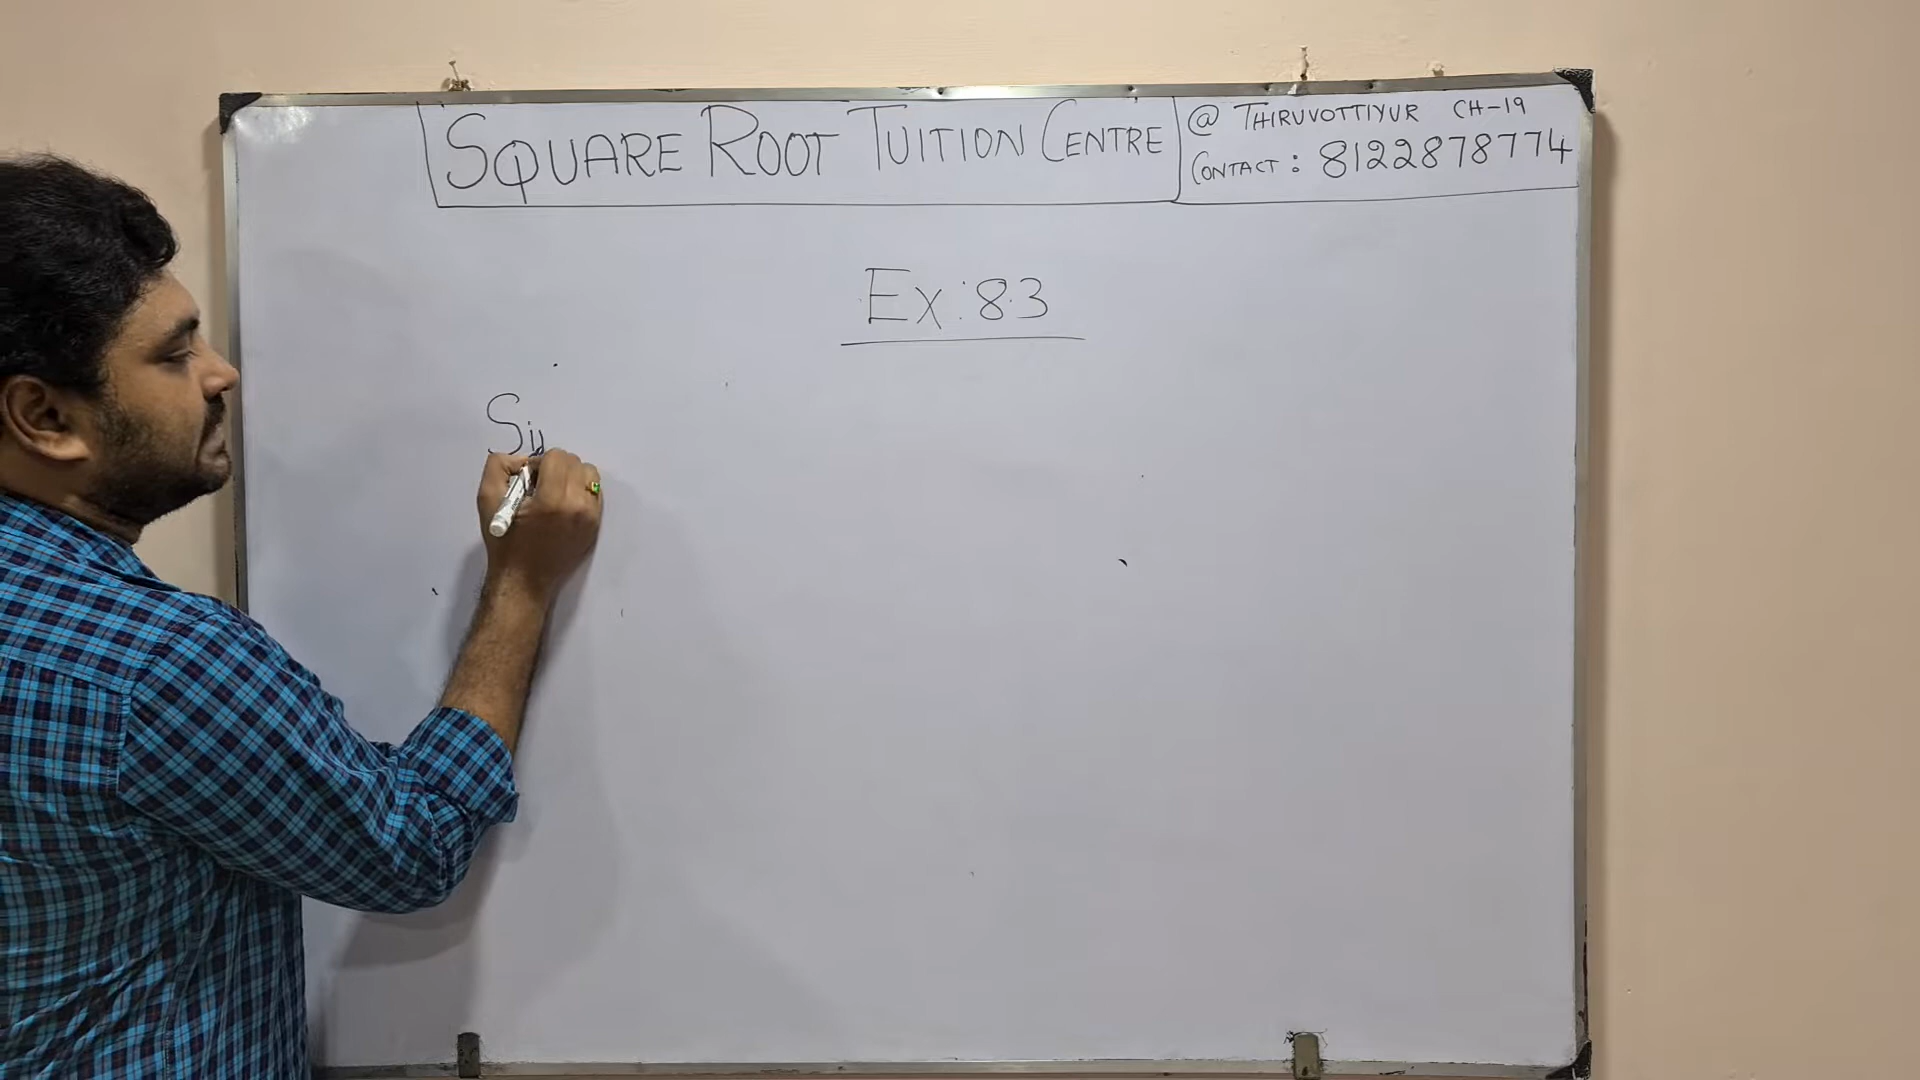 SQUARE ROOT TUITION CENTRE
@ THIRUVOTTIYUR CH-19
CONTACT : 8122878774
Ex : 8.3